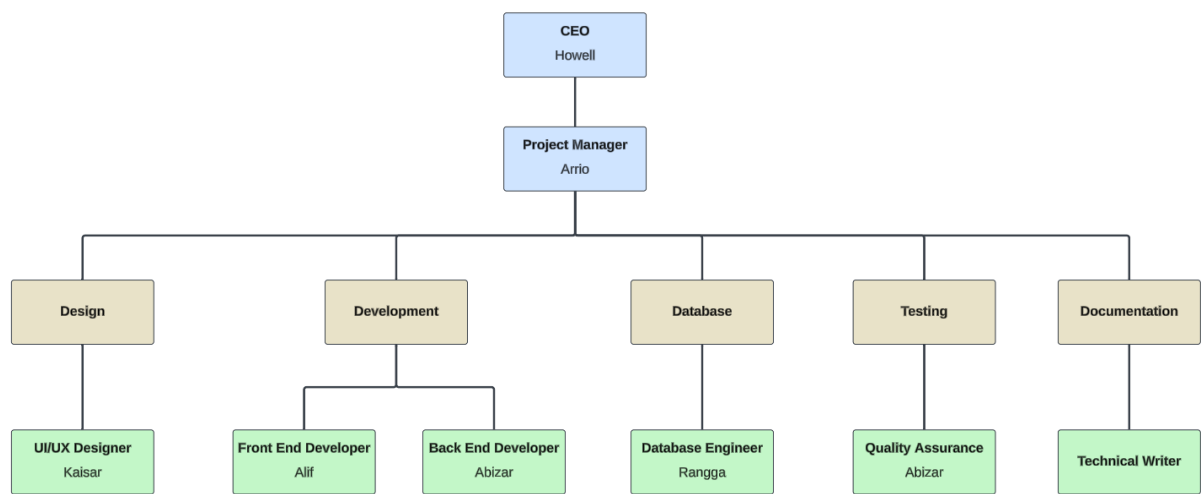 CEO
Howell
Project Manager
Arrio
Design
Development
Database
Testing
Documentation
UI/UX Designer
Kaisar
Front End Developer
Alif
Back End Developer
Abizar
Database Engineer
Rangga
Quality Assurance
Abizar
Technical Writer